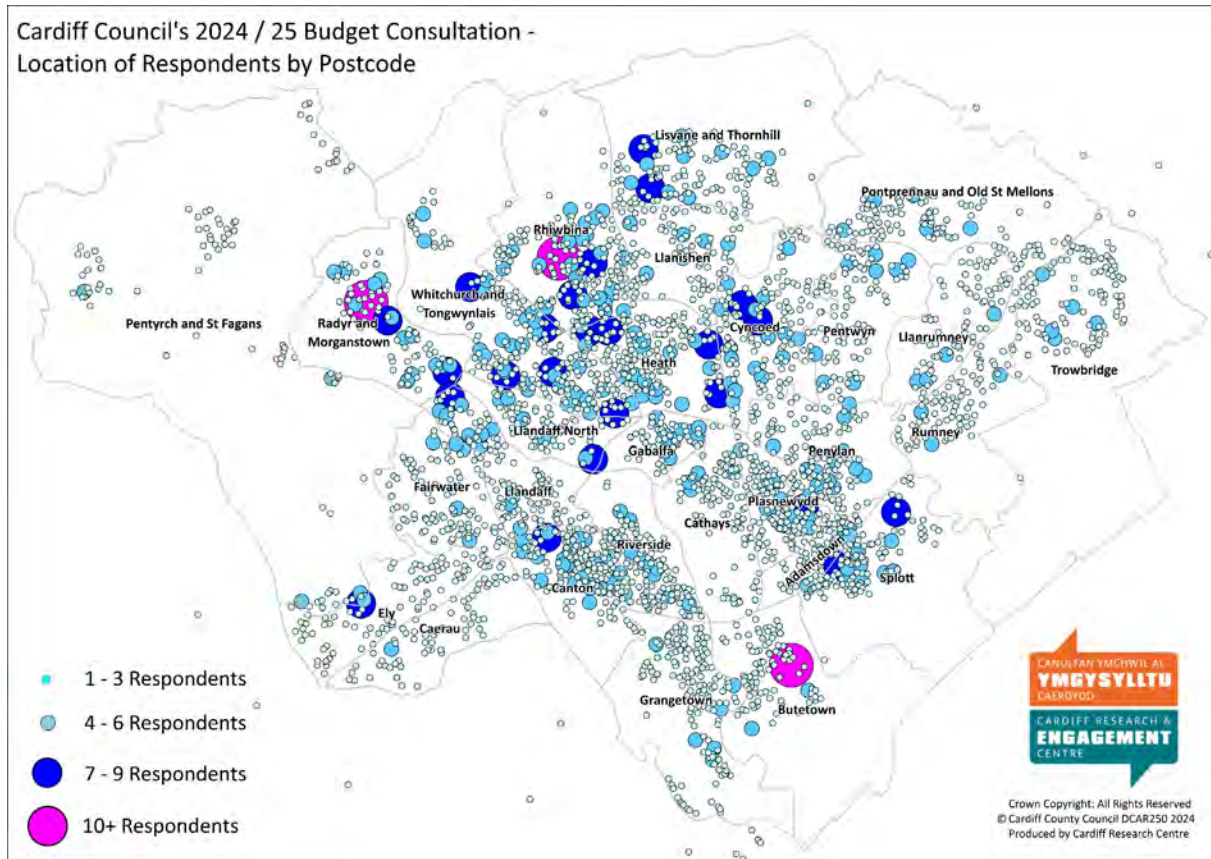 Cardiff Council's 2024 / 25 Budget Consultation -
Location of Respondents by Postcode
Lisvane and Thornhill
Pontprennau and Old St Mellons
Rhiwbina
Llanishen
Whitchurch and
Tongwynlais
Pentyrch and St Fagans
Radyr and
Morganstown
Cyncoed
Pentwyn
Llanrumney
Heath
Trowbridge
Llandaff North
Gabalfa
Rumney
Penylan
Fairwater
Llandaff
Plasnewydd
Cathays
Riverside
Adamsdown
Splott
Canton
Ely
Caerau
Grangetown
Butetown
1 - 3 Respondents
4 - 6 Respondents
7 - 9 Respondents
10+ Respondents
CANULFAN YMCHWIL AC
YMGYSYLLTU
CAERDYDD
CARDIFF RESEARCH &
ENGAGEMENT
CENTRE
Crown Copyright: All Rights Reserved
© Cardiff County Council DCAR250 2024
Produced by Cardiff Research Centre